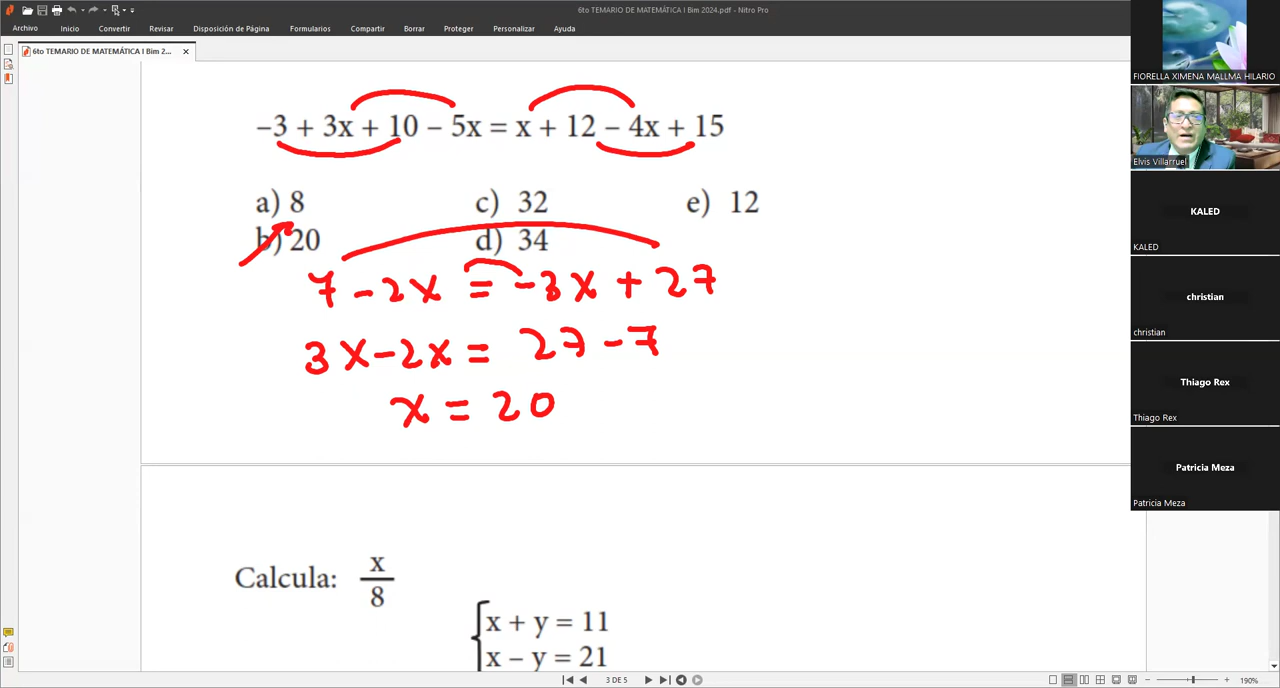 6to TEMARIO DE MATEMÁTICA I Bim 2024.pdf - Nitro Pro
Archivo Inicio Convertir Revisar Disposición de Página Formularios Compartir Borrar Proteger Personalizar Ayuda
6to TEMARIO DE MATEMÁTICA I Bim 2...
−3 + 3x + 10 − 5x = x + 12 − 4x + 15
a) 8 c) 32 e) 12
b) 20 d) 34
7 - 2x = -3x + 27
3x - 2x = 27 - 7
x = 20
Calcula: x/8
x + y = 11
x − y = 21
3 DE 5
190%
FIORELLA XIMENA MALLMA HILARIO
Elvis Villarruel
KALED
KALED
christian
christian
Thiago Rex
Thiago Rex
Patricia Meza
Patricia Meza